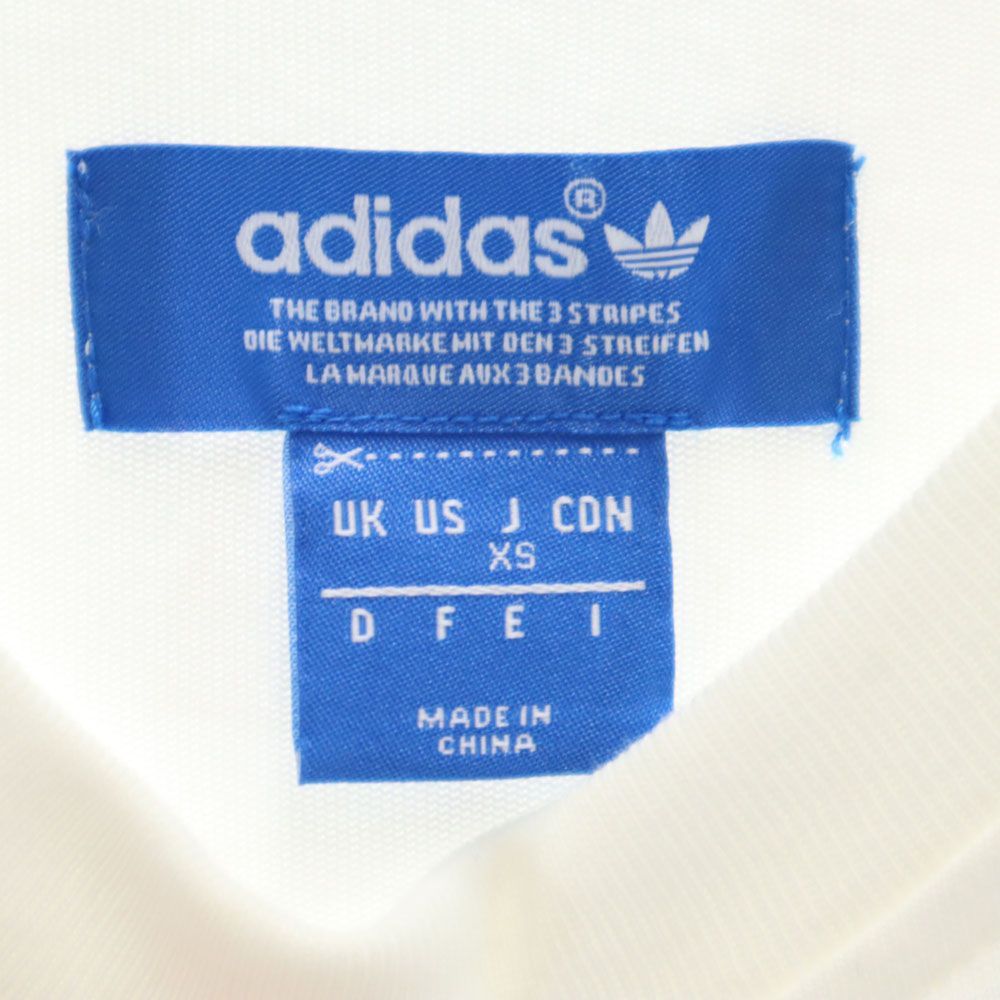 adidas®
THE BRAND WITH THE 3 STRIPES
DIE WELTMARKE MIT DEN 3 STREIFEN
LA MARQUE AUX 3 BANDES
UK US J CDN
XS
D F E I
MADE IN
CHINA